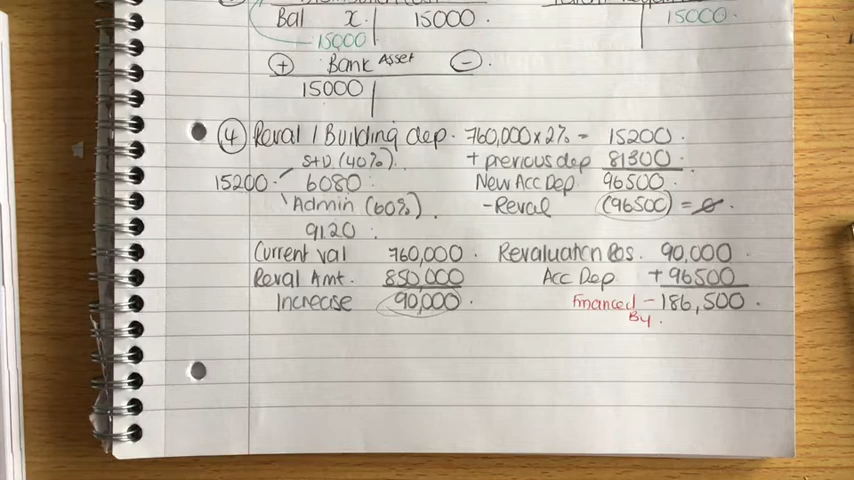 Bal x. 15000. 15000.
15000
+ Bank Asset -
15000
4 Reval / Building dep. 760,000 x 2% = 15200.
S+D. (40%). + previous dep 81300.
15200. 6080. New Acc Dep 96500.
Admin (60%). -Reval (96500) = 0.
9120.
Current val 760,000. Revaluation Pos. 90,000
Reval Amt. 850,000 Acc Dep +96500
Increase 90,000. Financed - 186,500.
By.